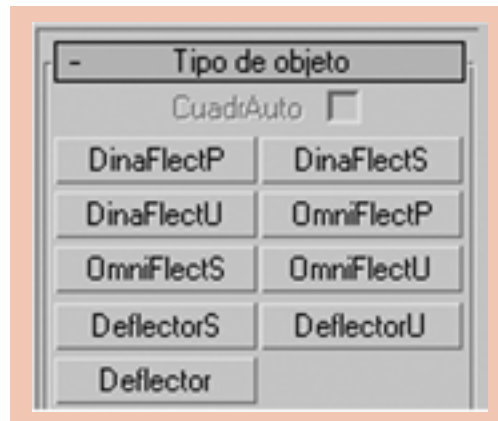 - Tipo de objeto
CuadrAuto
DinaFlectP DinaFlectS
DinaFlectU OmniFlectP
OmniFlectS OmniFlectU
DeflectorS DeflectorU
Deflector